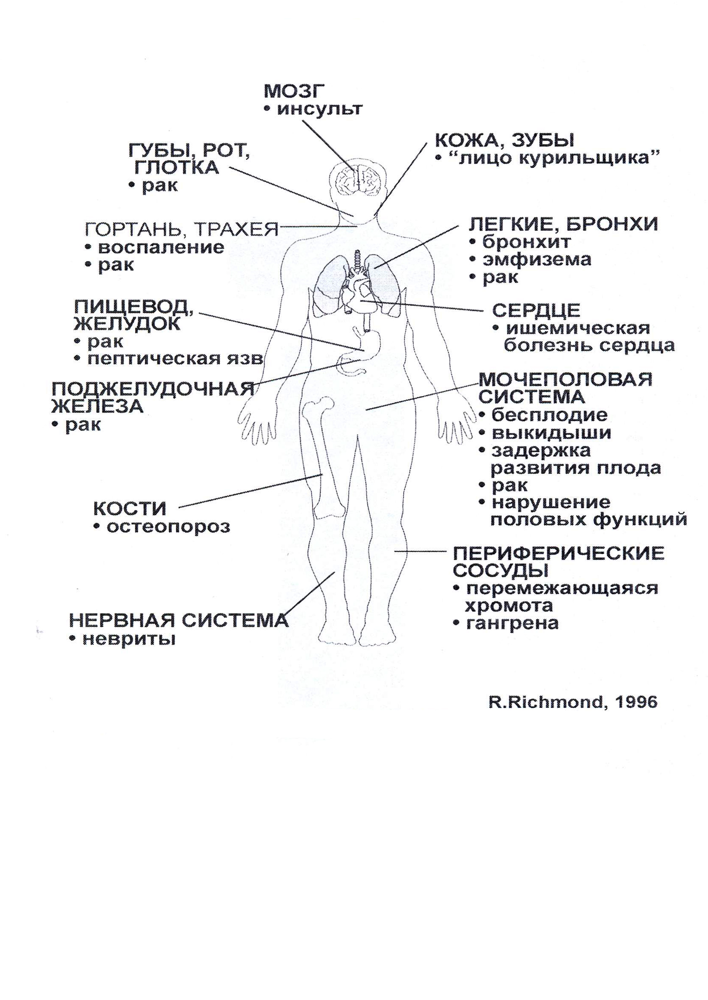 МОЗГ
• инсульт
ГУБЫ, РОТ,
ГЛОТКА
• рак
КОЖА, ЗУБЫ
• “лицо курильщика”
ГОРТАНЬ, ТРАХЕЯ
• воспаление
• рак
ЛЕГКИЕ, БРОНХИ
• бронхит
• эмфизема
• рак
ПИЩЕВОД,
ЖЕЛУДОК
• рак
• пептическая язв
СЕРДЦЕ
• ишемическая
болезнь сердца
ПОДЖЕЛУДОЧНАЯ
ЖЕЛЕЗА
• рак
МОЧЕПОЛОВАЯ
СИСТЕМА
• бесплодие
• выкидыши
• задержка
развития плода
• рак
• нарушение
половых функций
КОСТИ
• остеопороз
ПЕРИФЕРИЧЕСКИЕ
СОСУДЫ
• перемежающаяся
хромота
• гангрена
НЕРВНАЯ СИСТЕМА
• невриты
R.Richmond, 1996